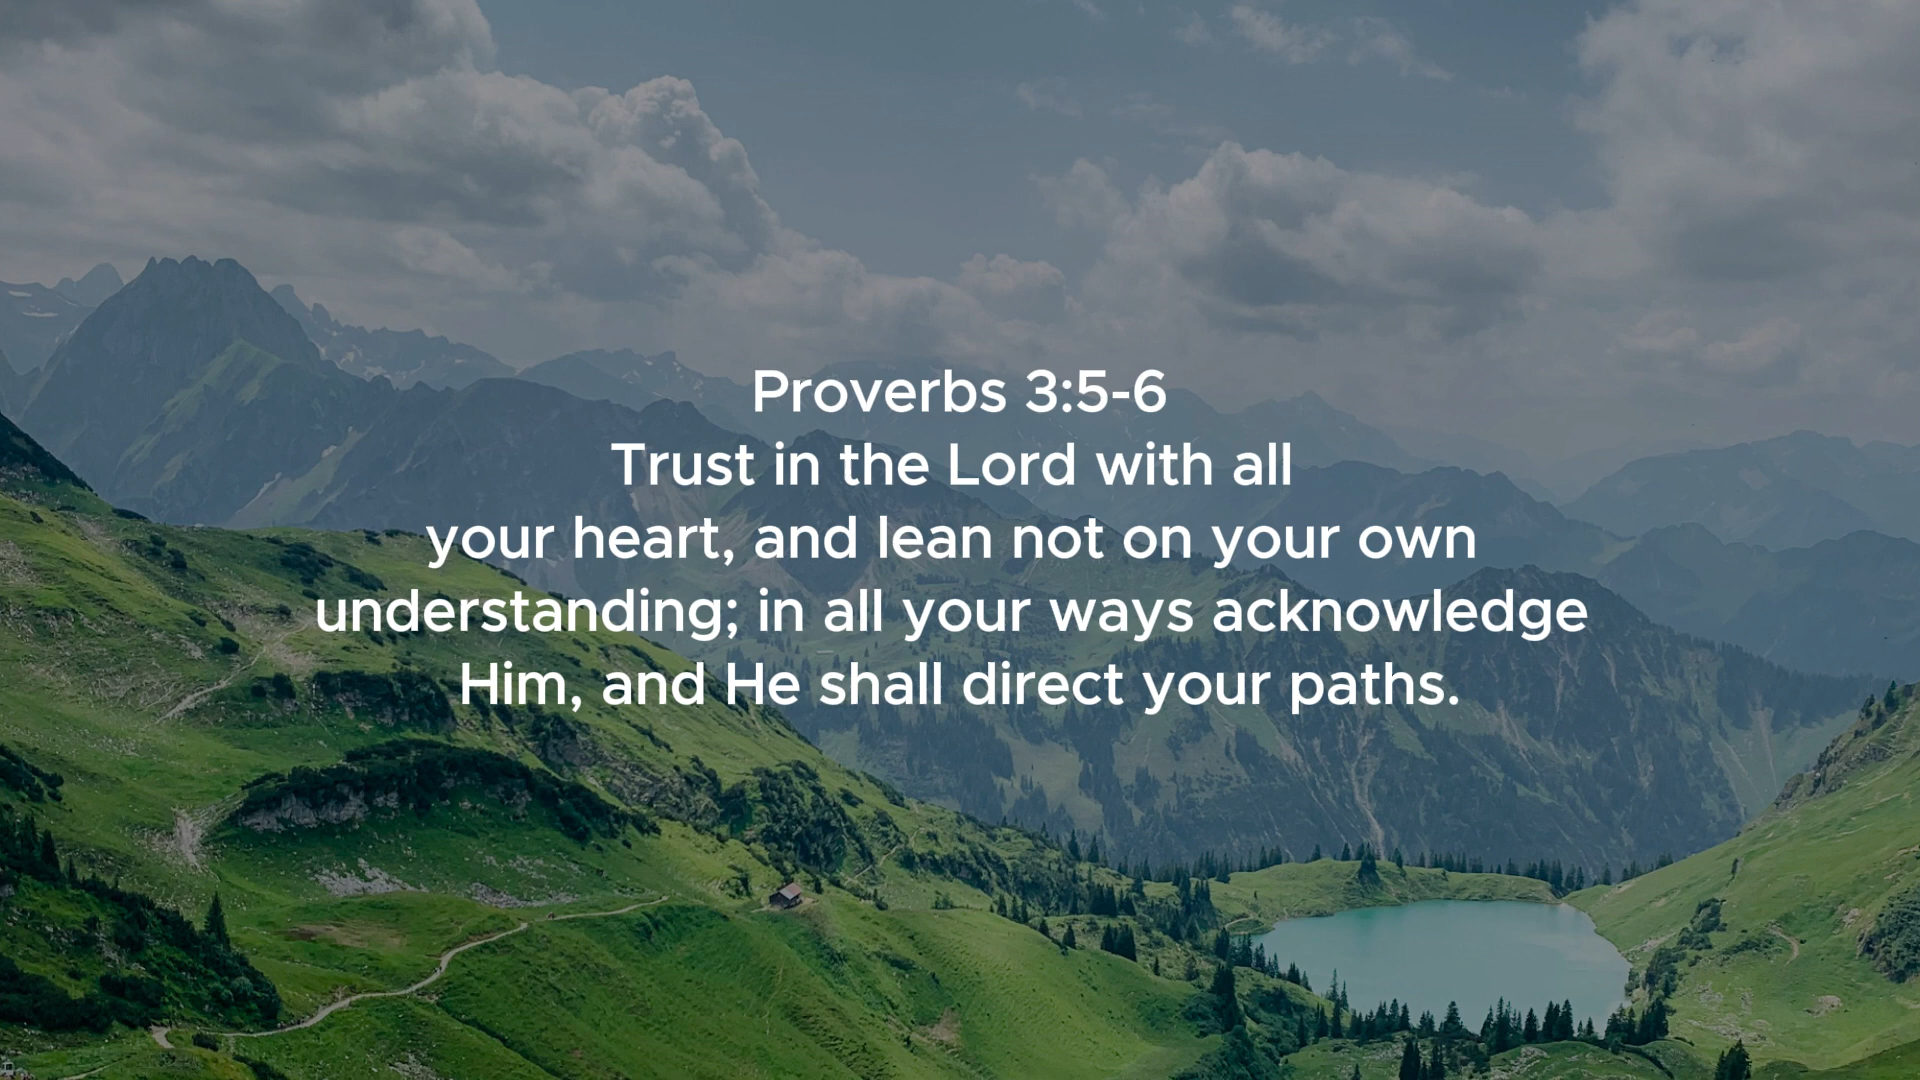 Proverbs 3:5-6
Trust in the Lord with all
your heart, and lean not on your own
understanding; in all your ways acknowledge
Him, and He shall direct your paths.